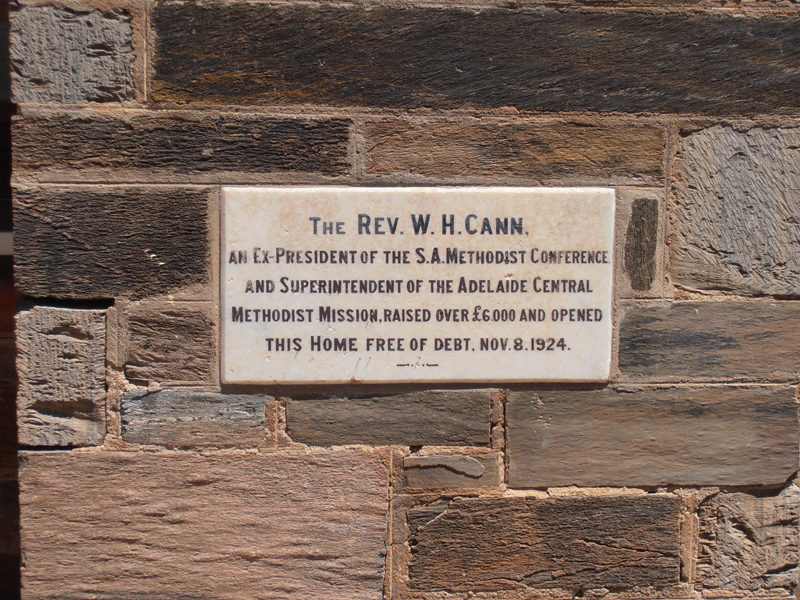 THE REV. W. H. CANN,
AN EX-PRESIDENT OF THE S.A. METHODIST CONFERENCE
AND SUPERINTENDENT OF THE ADELAIDE CENTRAL
METHODIST MISSION, RAISED OVER £6,000 AND OPENED
THIS HOME FREE OF DEBT, NOV. 8. 1924.